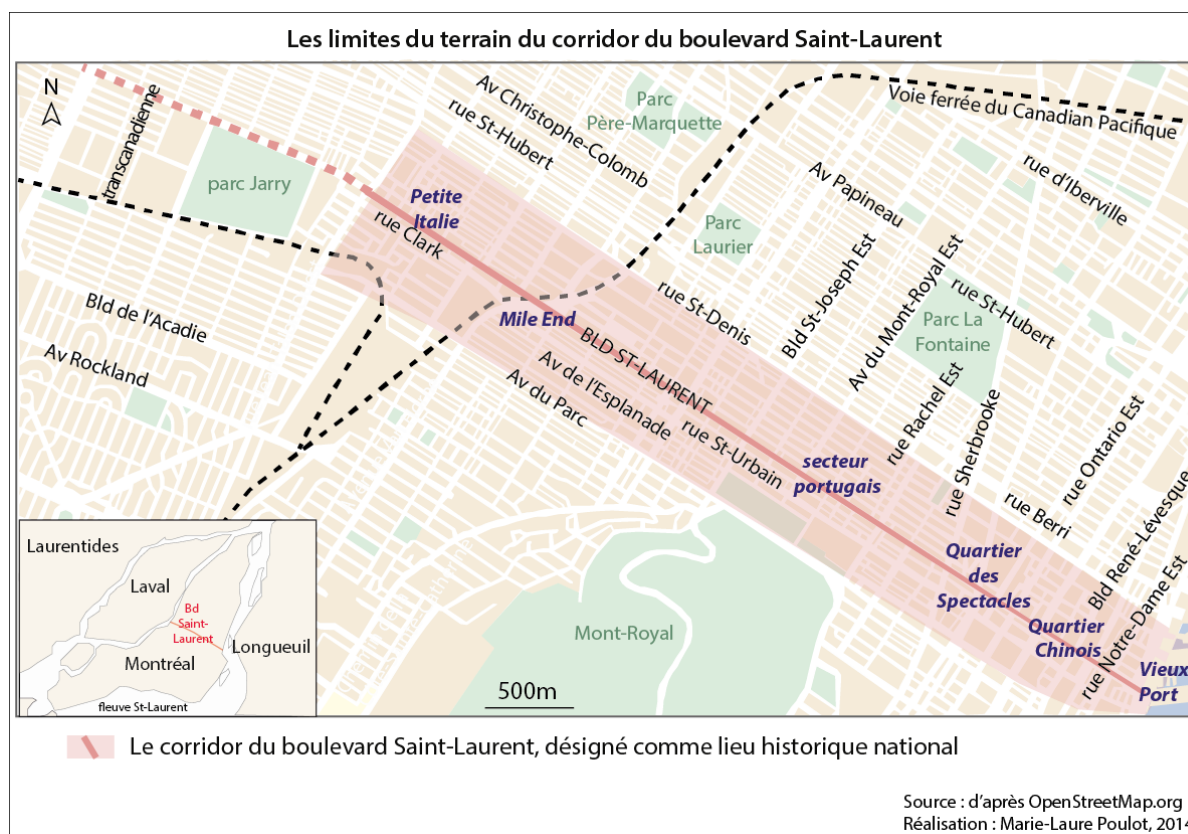 Les limites du terrain du corridor du boulevard Saint-Laurent
N
transcanadienne
parc Jarry
Av Christophe-Colomb
rue St-Hubert
Parc
Père-Marquette
Voie ferrée du Canadian Pacifique
Petite
Italie
rue Clark
Av Papineau
rue d'Iberville
Parc
Laurier
Bld de l'Acadie
Av Rockland
Mile End
BLD ST-LAURENT
rue St-Denis
Bld St-Joseph Est
Av du Mont-Royal Est
rue St-Hubert
Parc La
Fontaine
Av de l'Esplanade
Av du Parc
rue St-Urbain
rue Rachel Est
rue Sherbrooke
secteur
portugais
rue Ontario Est
rue Berri
Bld René-Lévesque
rue Notre-Dame Est
Quartier
des
Spectacles
Quartier
Chinois
Vieux
Port
Mont-Royal
500m
Laurentides
Laval
Bd
Saint-
Laurent
Longueuil
Montréal
fleuve St-Laurent
Le corridor du boulevard Saint-Laurent, désigné comme lieu historique national
Source : d'après OpenStreetMap.org
Réalisation : Marie-Laure Poulot, 2014